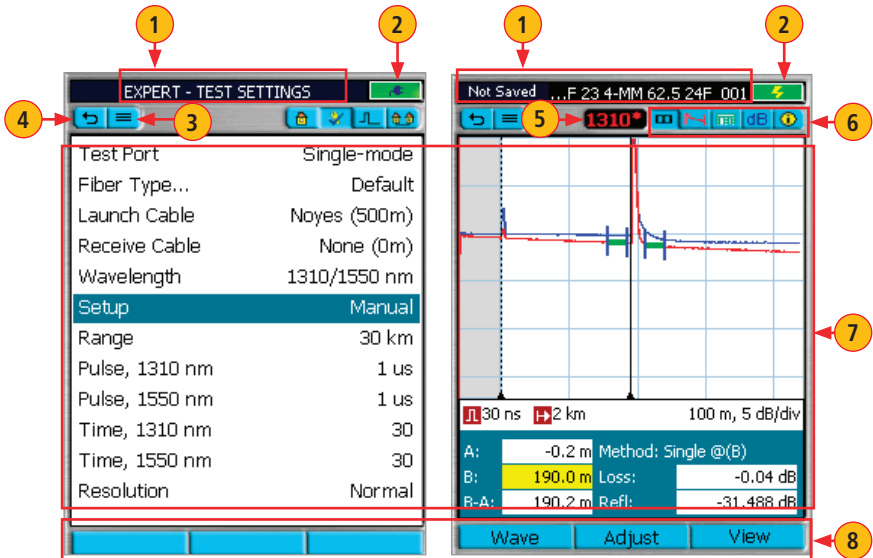 1
2
1
2
EXPERT - TEST SETTINGS
Not Saved ...F 23 4-MM 62.5 24F 001
4
3
5
1310*
dB
6
Test Port Single-mode
Fiber Type... Default
Launch Cable Noyes (500m)
Receive Cable None (0m)
Wavelength 1310/1550 nm
Setup Manual
Range 30 km
Pulse, 1310 nm 1 us
Pulse, 1550 nm 1 us
Time, 1310 nm 30
Time, 1550 nm 30
Resolution Normal
7
30 ns 2 km 100 m, 5 dB/div
A: -0.2 m Method: Single @(B)
B: 190.0 m Loss: -0.04 dB
B-A: 190.2 m Refl: -31.488 dB
Wave Adjust View
8